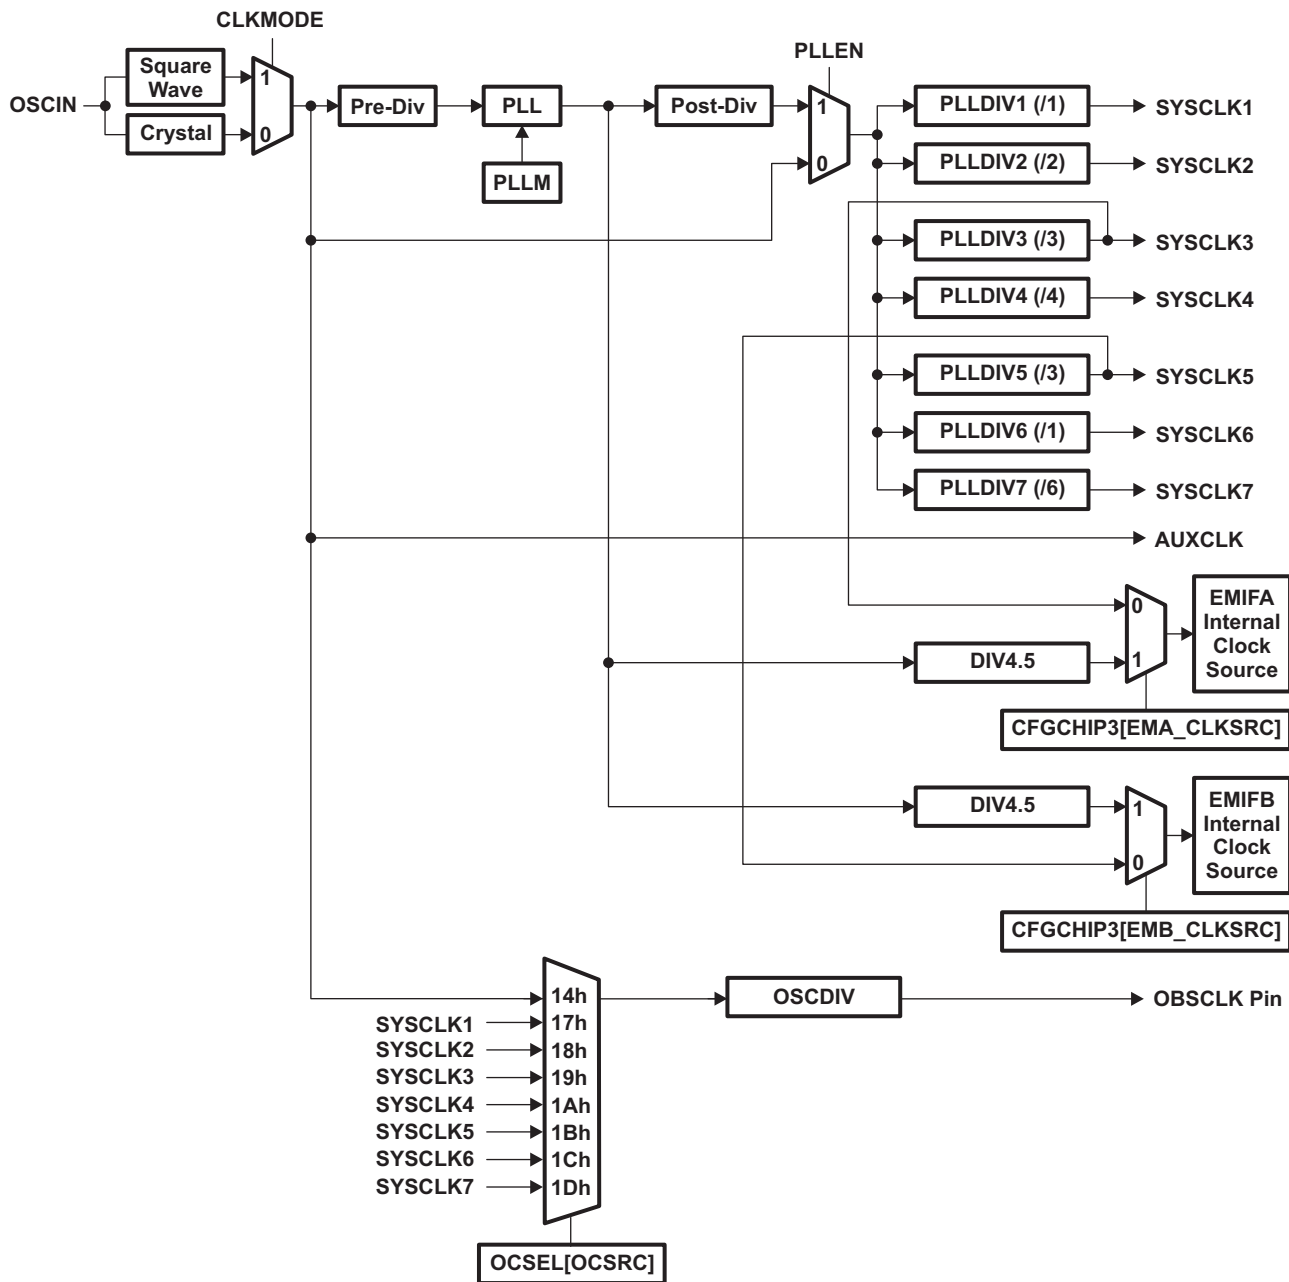 CLKMODE
OSCIN
Square
Wave
Crystal
1
0
Pre-Div
PLL
PLLM
Post-Div
PLLEN
1
0
PLLDIV1 (/1)
SYSCLK1
PLLDIV2 (/2)
SYSCLK2
PLLDIV3 (/3)
SYSCLK3
PLLDIV4 (/4)
SYSCLK4
PLLDIV5 (/3)
SYSCLK5
PLLDIV6 (/1)
SYSCLK6
PLLDIV7 (/6)
SYSCLK7
AUXCLK
DIV4.5
0
1
EMIFA
Internal
Clock
Source
CFGCHIP3[EMA_CLKSRC]
DIV4.5
1
0
EMIFB
Internal
Clock
Source
CFGCHIP3[EMB_CLKSRC]
14h
OSCDIV
OBSCLK Pin
SYSCLK1
17h
SYSCLK2
18h
SYSCLK3
19h
SYSCLK4
1Ah
SYSCLK5
1Bh
SYSCLK6
1Ch
SYSCLK7
1Dh
OCSEL[OCSRC]